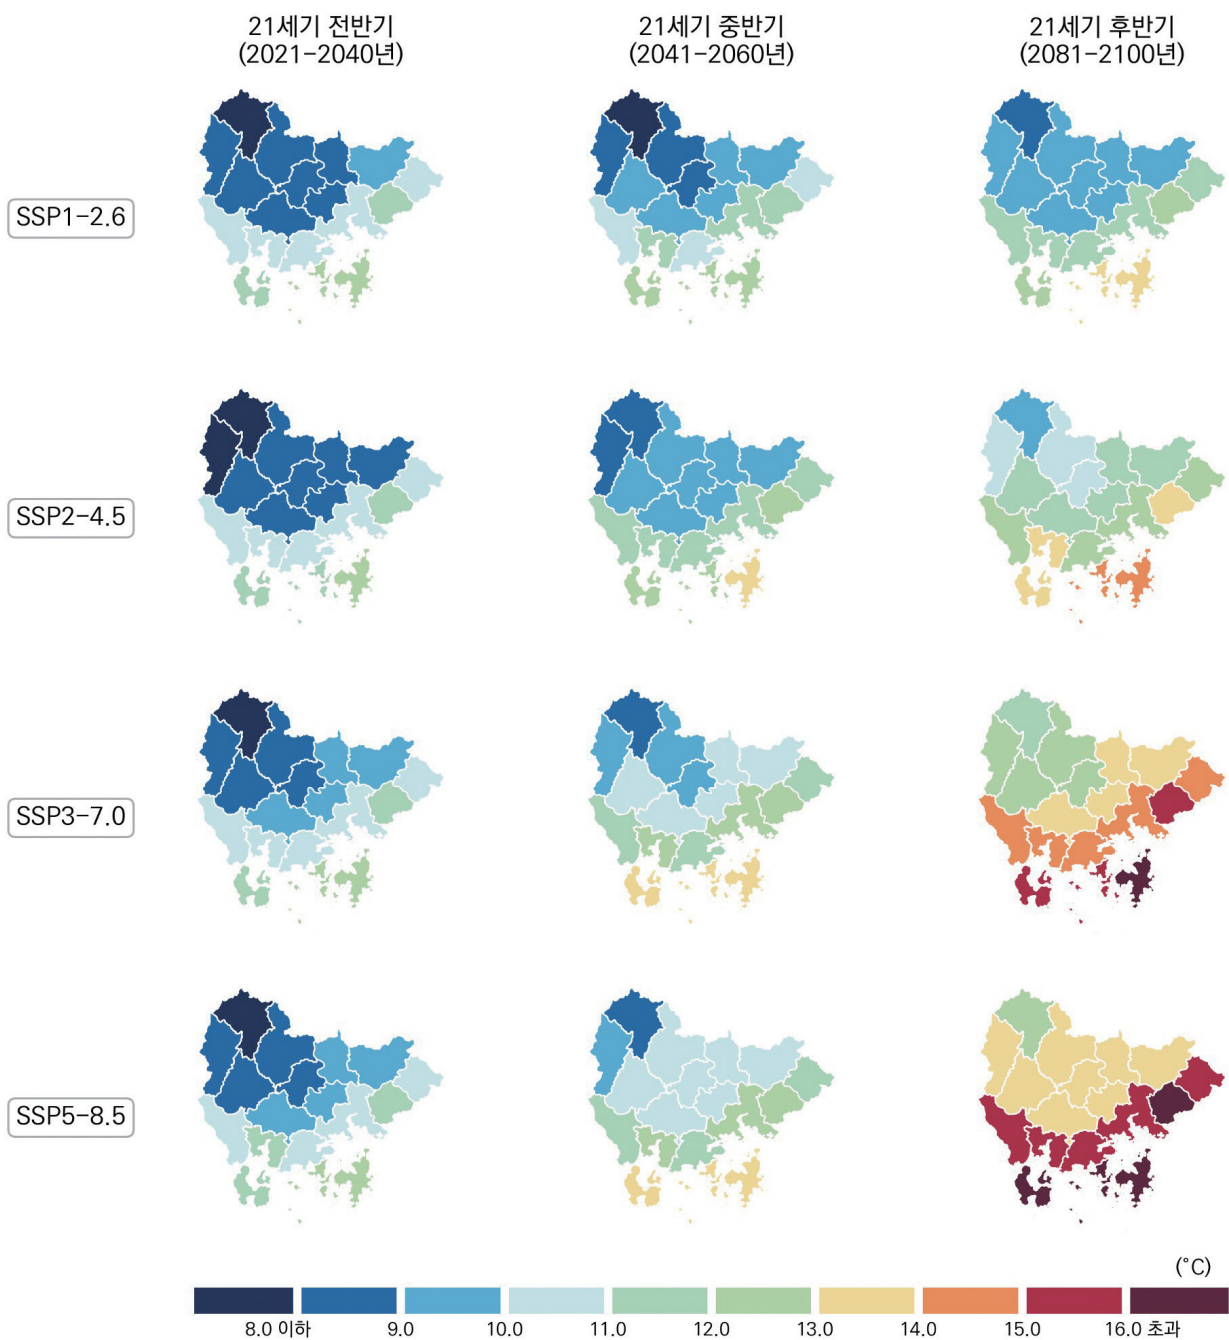 21세기 전반기
(2021-2040년)
21세기 중반기
(2041-2060년)
21세기 후반기
(2081-2100년)
SSP1-2.6
SSP2-4.5
SSP3-7.0
SSP5-8.5
(°C)
8.0 이하 9.0 10.0 11.0 12.0 13.0 14.0 15.0 16.0 초과